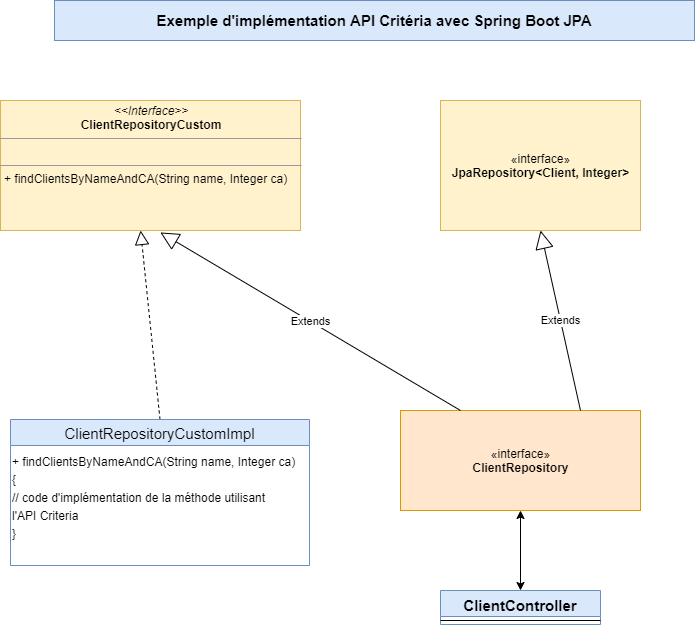 Exemple d'implémentation API Critéria avec Spring Boot JPA
<<Interface>>
ClientRepositoryCustom
+ findClientsByNameAndCA(String name, Integer ca)
«interface»
JpaRepository<Client, Integer>
Extends
Extends
ClientRepositoryCustomImpl
+ findClientsByNameAndCA(String name, Integer ca)
{
// code d'implémentation de la méthode utilisant
l'API Criteria
}
«interface»
ClientRepository
ClientController